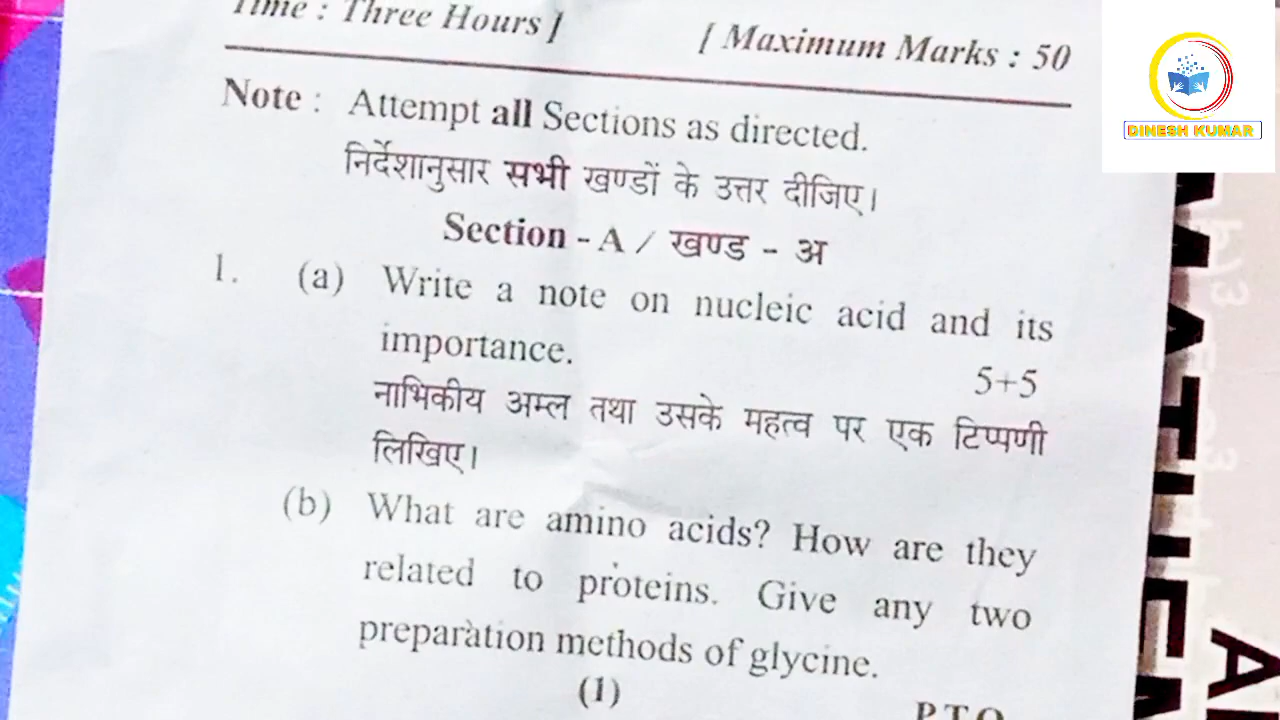 Time : Three Hours ]
[ Maximum Marks : 50
DINESH KUMAR
Note : Attempt all Sections as directed.
निर्देशानुसार सभी खण्डों के उत्तर दीजिए।
Section - A / खण्ड - अ
1. (a) Write a note on nucleic acid and its
importance. 5+5
नाभिकीय अम्ल तथा उसके महत्व पर एक टिप्पणी
लिखिए।
(b) What are amino acids? How are they
related to proteins. Give any two
preparation methods of glycine.
(1)
P.T.O